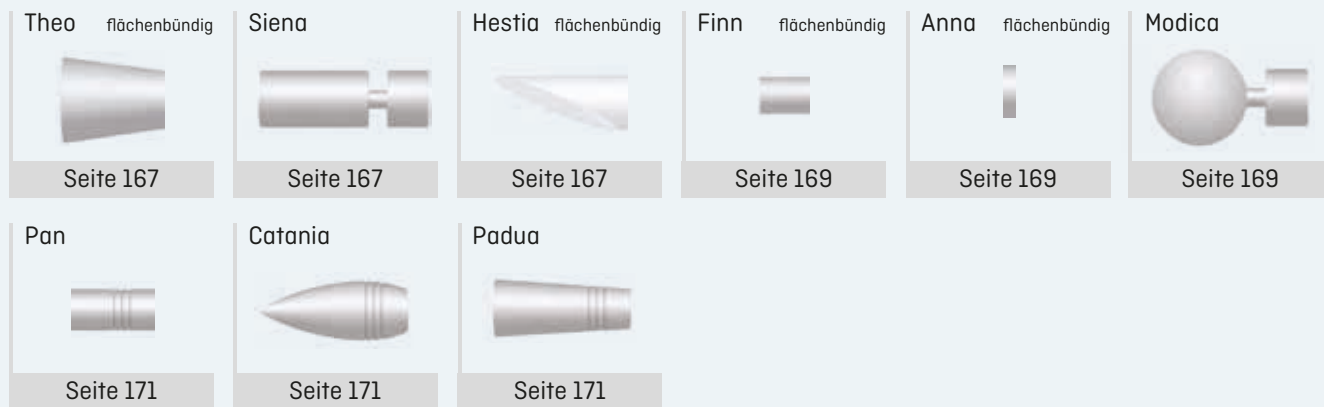 Theo flächenbündig
Siena
Hestia flächenbündig
Finn flächenbündig
Anna flächenbündig
Modica
Seite 167
Seite 167
Seite 167
Seite 169
Seite 169
Seite 169
Pan
Catania
Padua
Seite 171
Seite 171
Seite 171